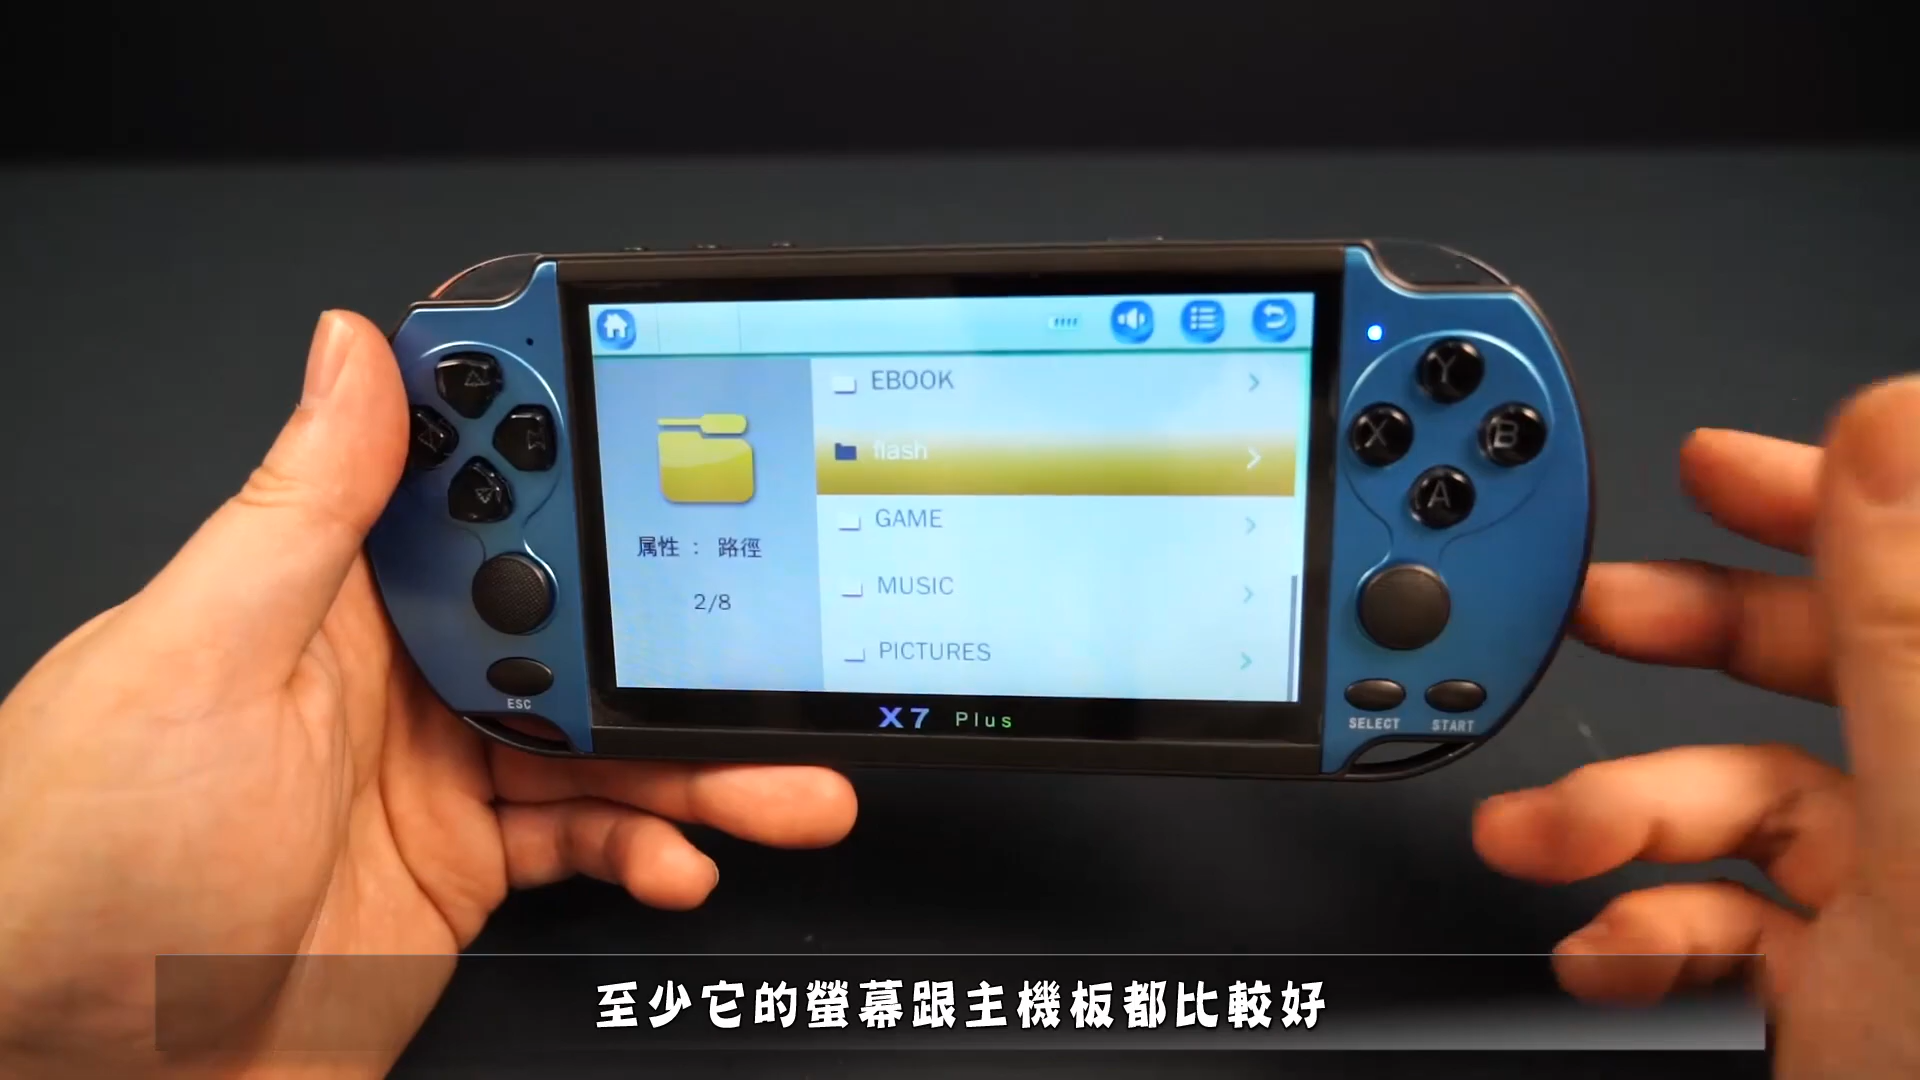 EBOOK
flash
GAME
MUSIC
PICTURES
属性 : 路徑
2/8
X7 Plus
Y
X
B
A
ESC
SELECT
START
至少它的螢幕跟主機板都比較好